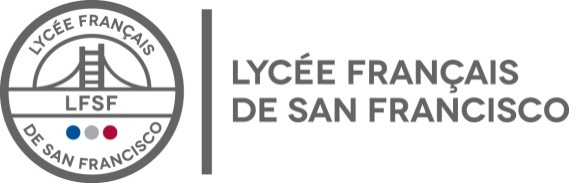 LYCÉE FRANÇAIS
LFSF
DE SAN FRANCISCO
LYCÉE FRANÇAIS
DE SAN FRANCISCO